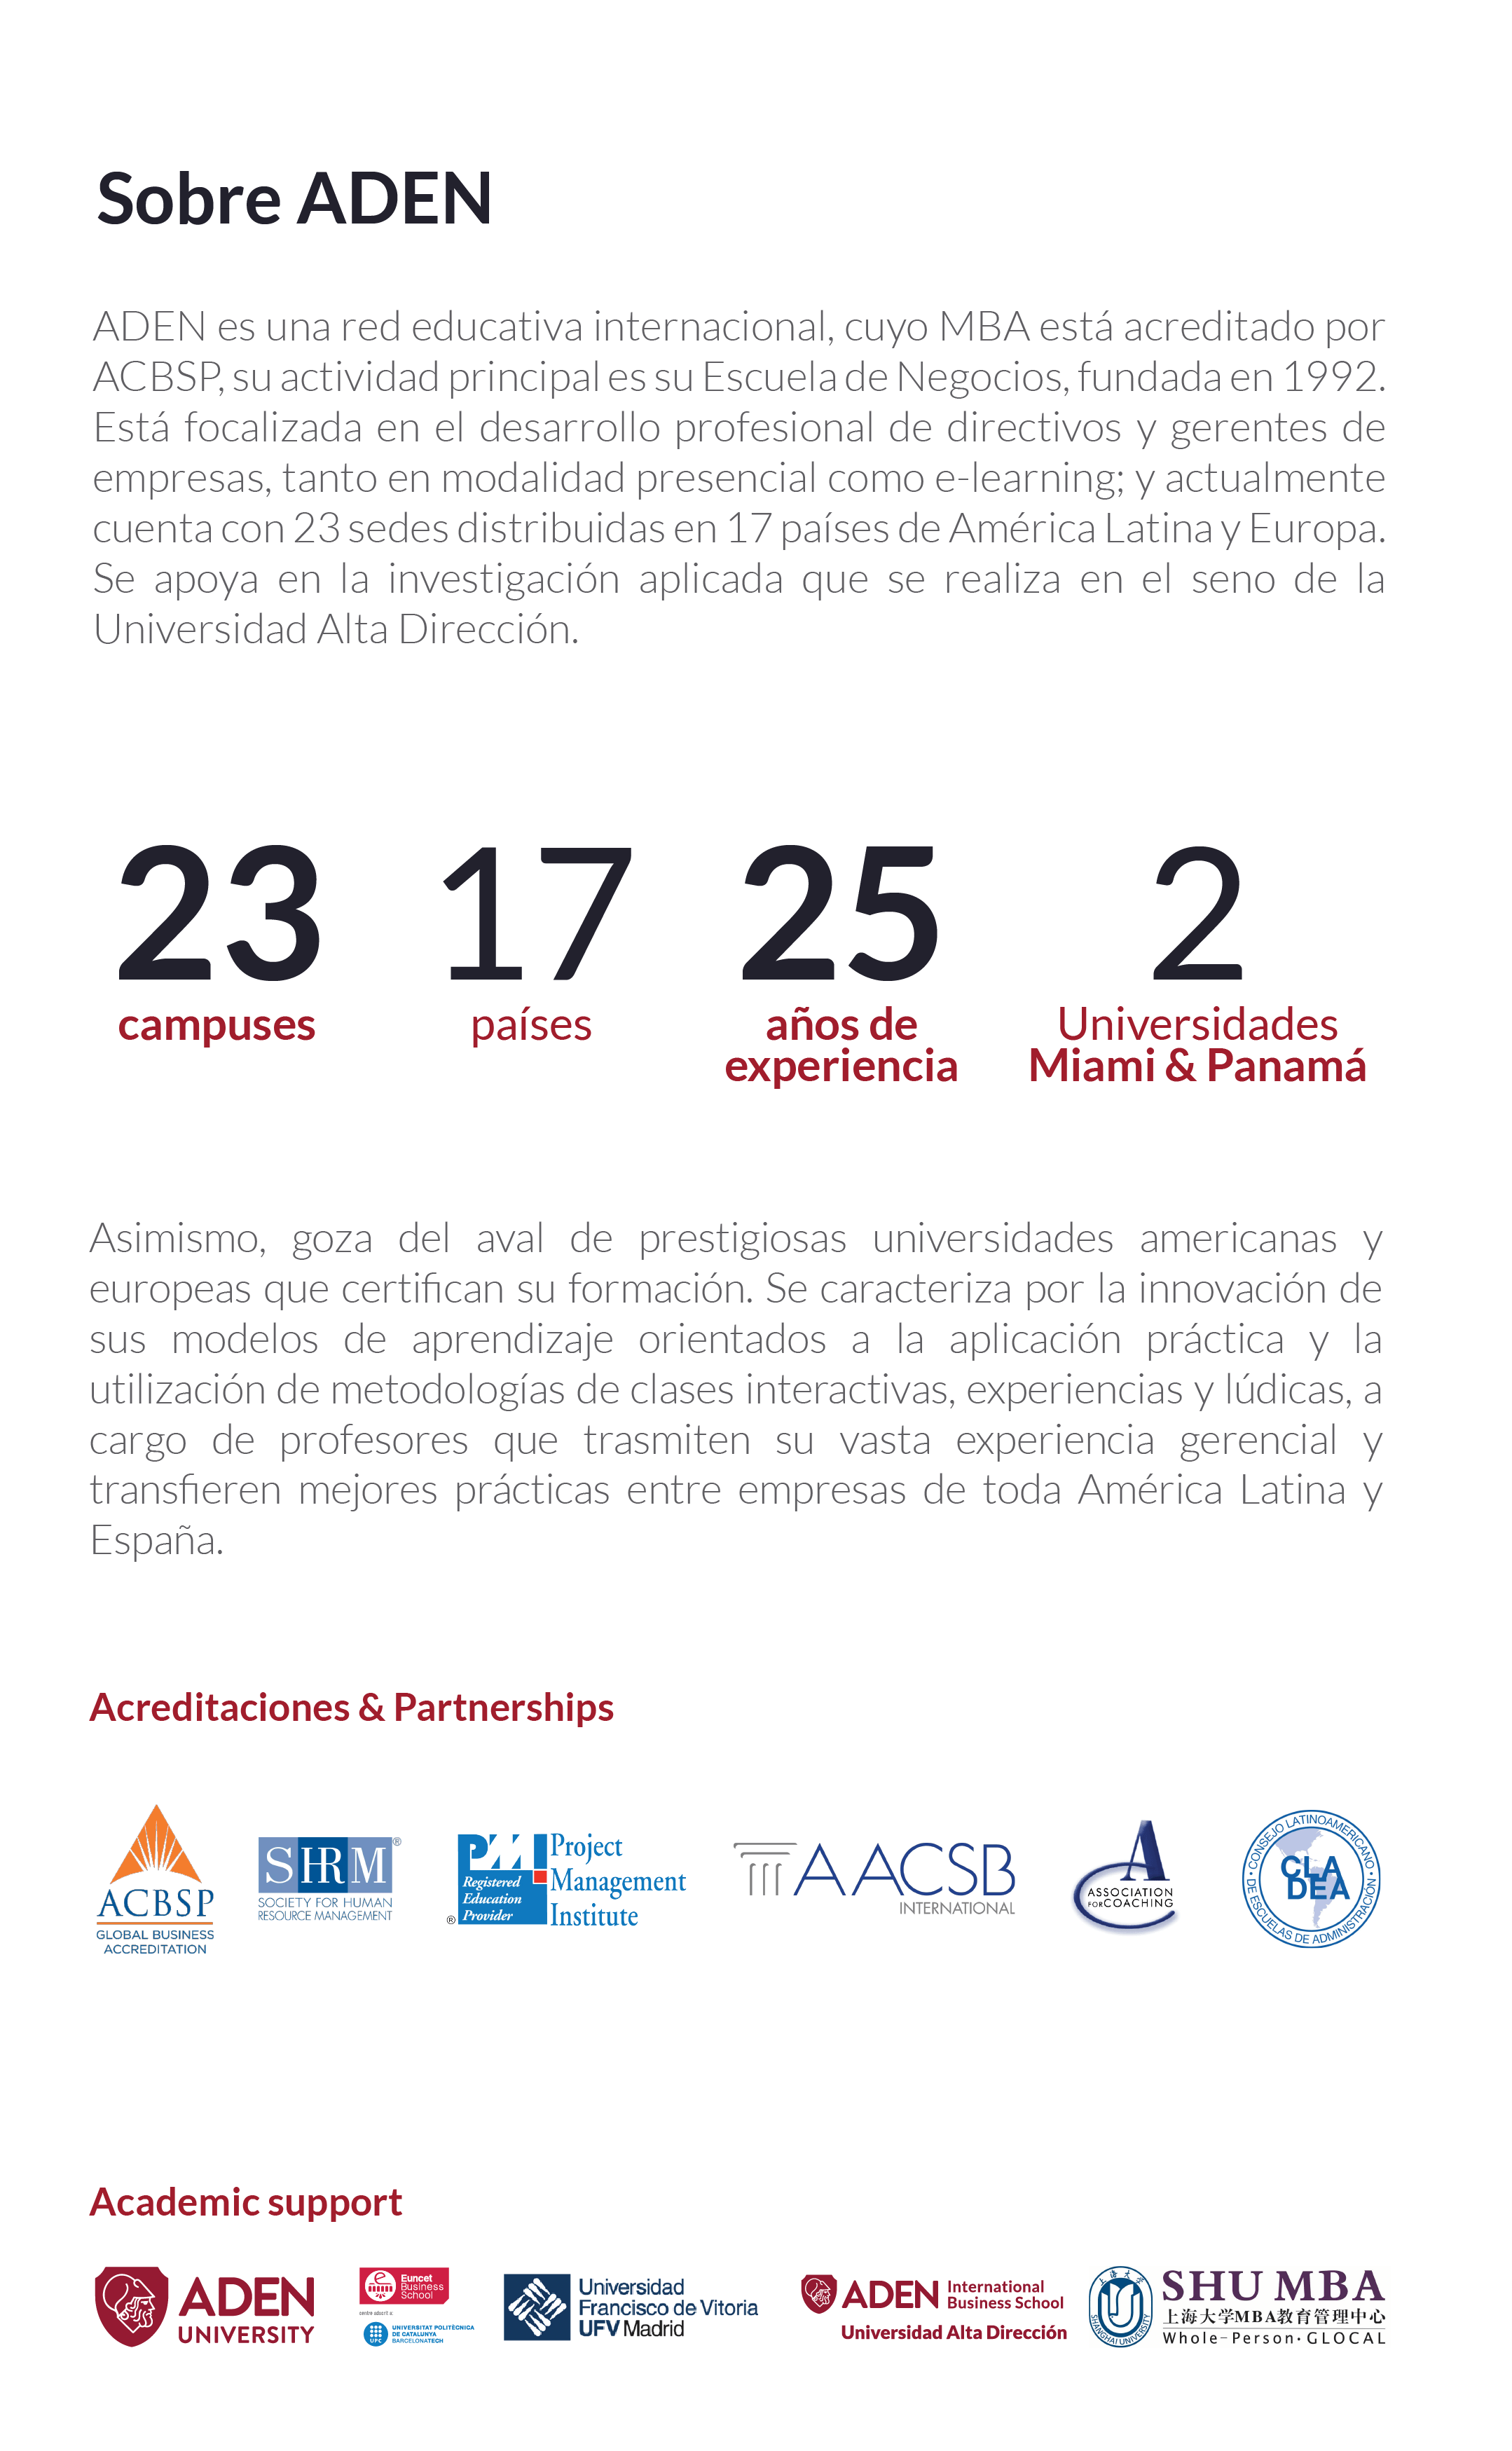 Sobre ADEN
ADEN es una red educativa internacional, cuyo MBA está acreditado por
ACBSP, su actividad principal es su Escuela de Negocios, fundada en 1992.
Está focalizada en el desarrollo profesional de directivos y gerentes de
empresas, tanto en modalidad presencial como e-learning; y actualmente
cuenta con 23 sedes distribuidas en 17 países de América Latina y Europa.
Se apoya en la investigación aplicada que se realiza en el seno de la
Universidad Alta Dirección.
23
campuses
17
países
25
años de
experiencia
2
Universidades
Miami & Panamá
Asimismo, goza del aval de prestigiosas universidades americanas y
europeas que certifican su formación. Se caracteriza por la innovación de
sus modelos de aprendizaje orientados a la aplicación práctica y la
utilización de metodologías de clases interactivas, experiencias y lúdicas, a
cargo de profesores que trasmiten su vasta experiencia gerencial y
transfieren mejores prácticas entre empresas de toda América Latina y
España.
Acreditaciones & Partnerships
ACBSP
GLOBAL BUSINESS
ACCREDITATION
SHRM®
SOCIETY FOR HUMAN
RESOURCE MANAGEMENT
PMI
Registered
Education
Provider
®
Project
Management
Institute
AACSB
INTERNATIONAL
A
ASSOCIATION
FOR COACHING
CONSEJO LATINOAMERICANO
CLA
DEA
DE ESCUELAS DE ADMINISTRACIÓN
Academic support
ADEN
UNIVERSITY
Euncet
Business
School
centre adscrit a:
UPC
UNIVERSITAT POLITÈCNICA
DE CATALUNYA
BARCELONATECH
Universidad
Francisco de Vitoria
UFV Madrid
ADEN International
Business School
Universidad Alta Dirección
上海大学
SHANGHAI UNIVERSITY
SHU MBA
上海大学MBA教育管理中心
Whole-Person·GLOCAL